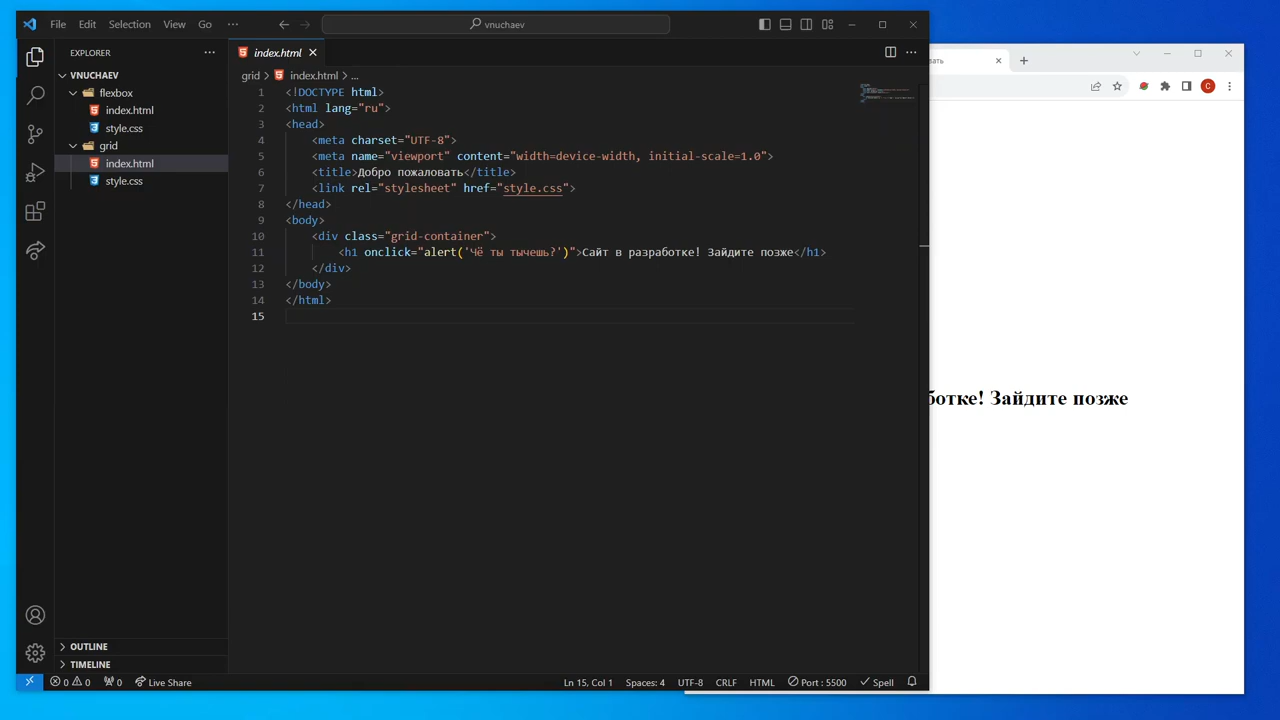 File Edit Selection View Go ··· vnuchaev
EXPLORER ···
VNUCHAEV
flexbox
index.html
style.css
grid
index.html
style.css
OUTLINE
TIMELINE
index.html
grid > index.html > ...
1 <!DOCTYPE html>
2 <html lang="ru">
3 <head>
4 <meta charset="UTF-8">
5 <meta name="viewport" content="width=device-width, initial-scale=1.0">
6 <title>Добро пожаловать</title>
7 <link rel="stylesheet" href="style.css">
8 </head>
9 <body>
10 <div class="grid-container">
11 <h1 onclick="alert('Чё ты тычешь?')">Сайт в разработке! Зайдите позже</h1>
12 </div>
13 </body>
14 </html>
15
0 0 0 Live Share Ln 15, Col 1 Spaces: 4 UTF-8 CRLF HTML Port : 5500 Spell
вать
C
ботке! Зайдите позже